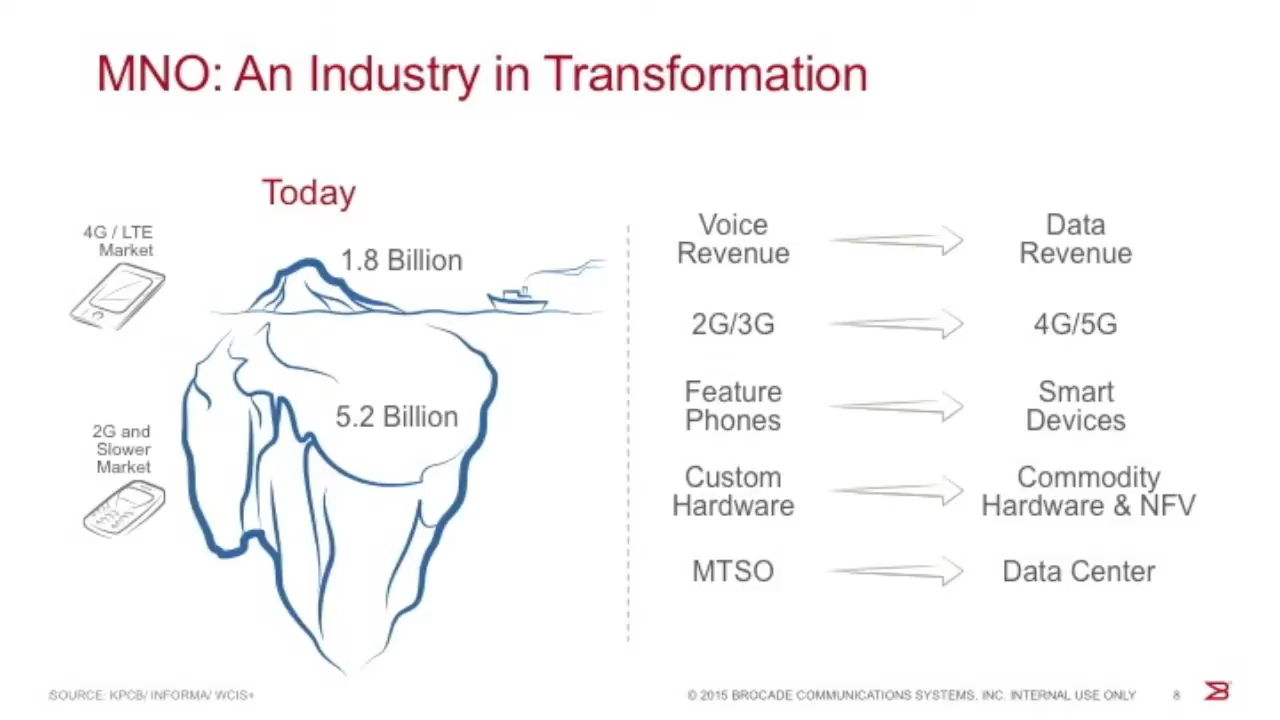 MNO: An Industry in Transformation
Today
4G / LTE
Market
1.8 Billion
5.2 Billion
2G and
Slower
Market
Voice
Revenue
Data
Revenue
2G/3G
4G/5G
Feature
Phones
Smart
Devices
Custom
Hardware
Commodity
Hardware & NFV
MTSO
Data Center
SOURCE: KPCB/ INFORMA/ WCIS+
© 2015 BROCADE COMMUNICATIONS SYSTEMS, INC. INTERNAL USE ONLY
8